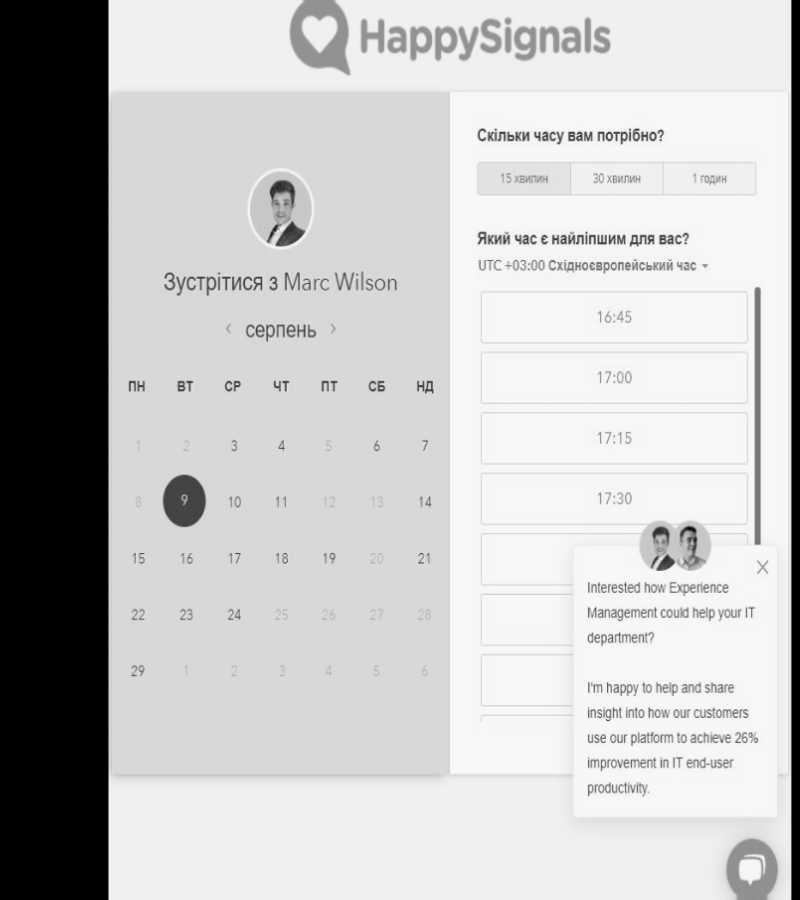 HappySignals
Скільки часу вам потрібно?
15 хвилин 30 хвилин 1 годин
Зустрітися з Marc Wilson
‹ серпень ›
ПН ВТ СР ЧТ ПТ СБ НД
1 2 3 4 5 6 7
8 9 10 11 12 13 14
15 16 17 18 19 20 21
22 23 24 25 26 27 28
29 1 2 3 4 5 6
Який час є найліпшим для вас?
UTC +03:00 Східноєвропейський час
16:45
17:00
17:15
17:30
Interested how Experience
Management could help your IT
department?
I'm happy to help and share
insight into how our customers
use our platform to achieve 26%
improvement in IT end-user
productivity.